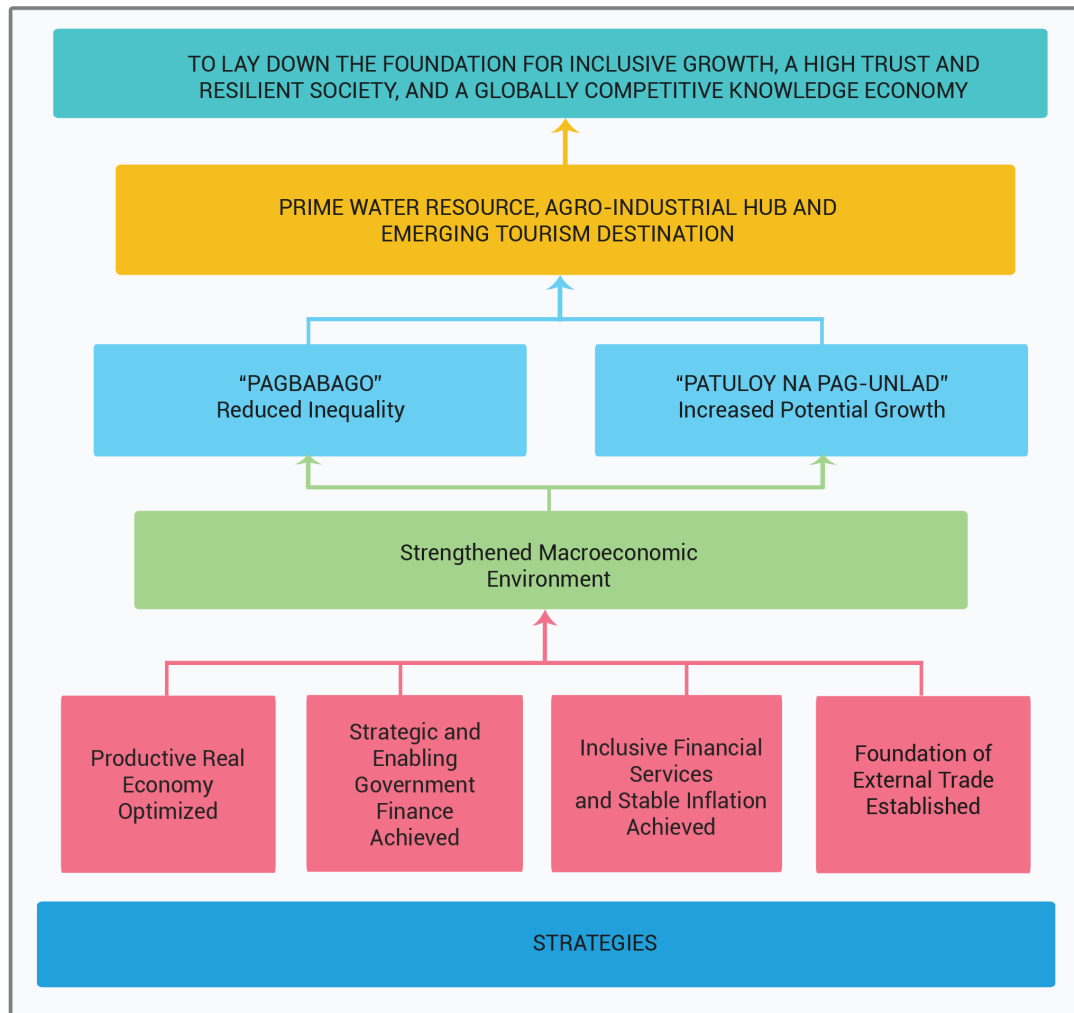 TO LAY DOWN THE FOUNDATION FOR INCLUSIVE GROWTH, A HIGH TRUST AND
RESILIENT SOCIETY, AND A GLOBALLY COMPETITIVE KNOWLEDGE ECONOMY
PRIME WATER RESOURCE, AGRO-INDUSTRIAL HUB AND
EMERGING TOURISM DESTINATION
“PAGBABAGO”
Reduced Inequality
“PATULOY NA PAG-UNLAD”
Increased Potential Growth
Strengthened Macroeconomic
Environment
Productive Real
Economy
Optimized
Strategic and
Enabling
Government
Finance
Achieved
Inclusive Financial
Services
and Stable Inflation
Achieved
Foundation of
External Trade
Established
STRATEGIES